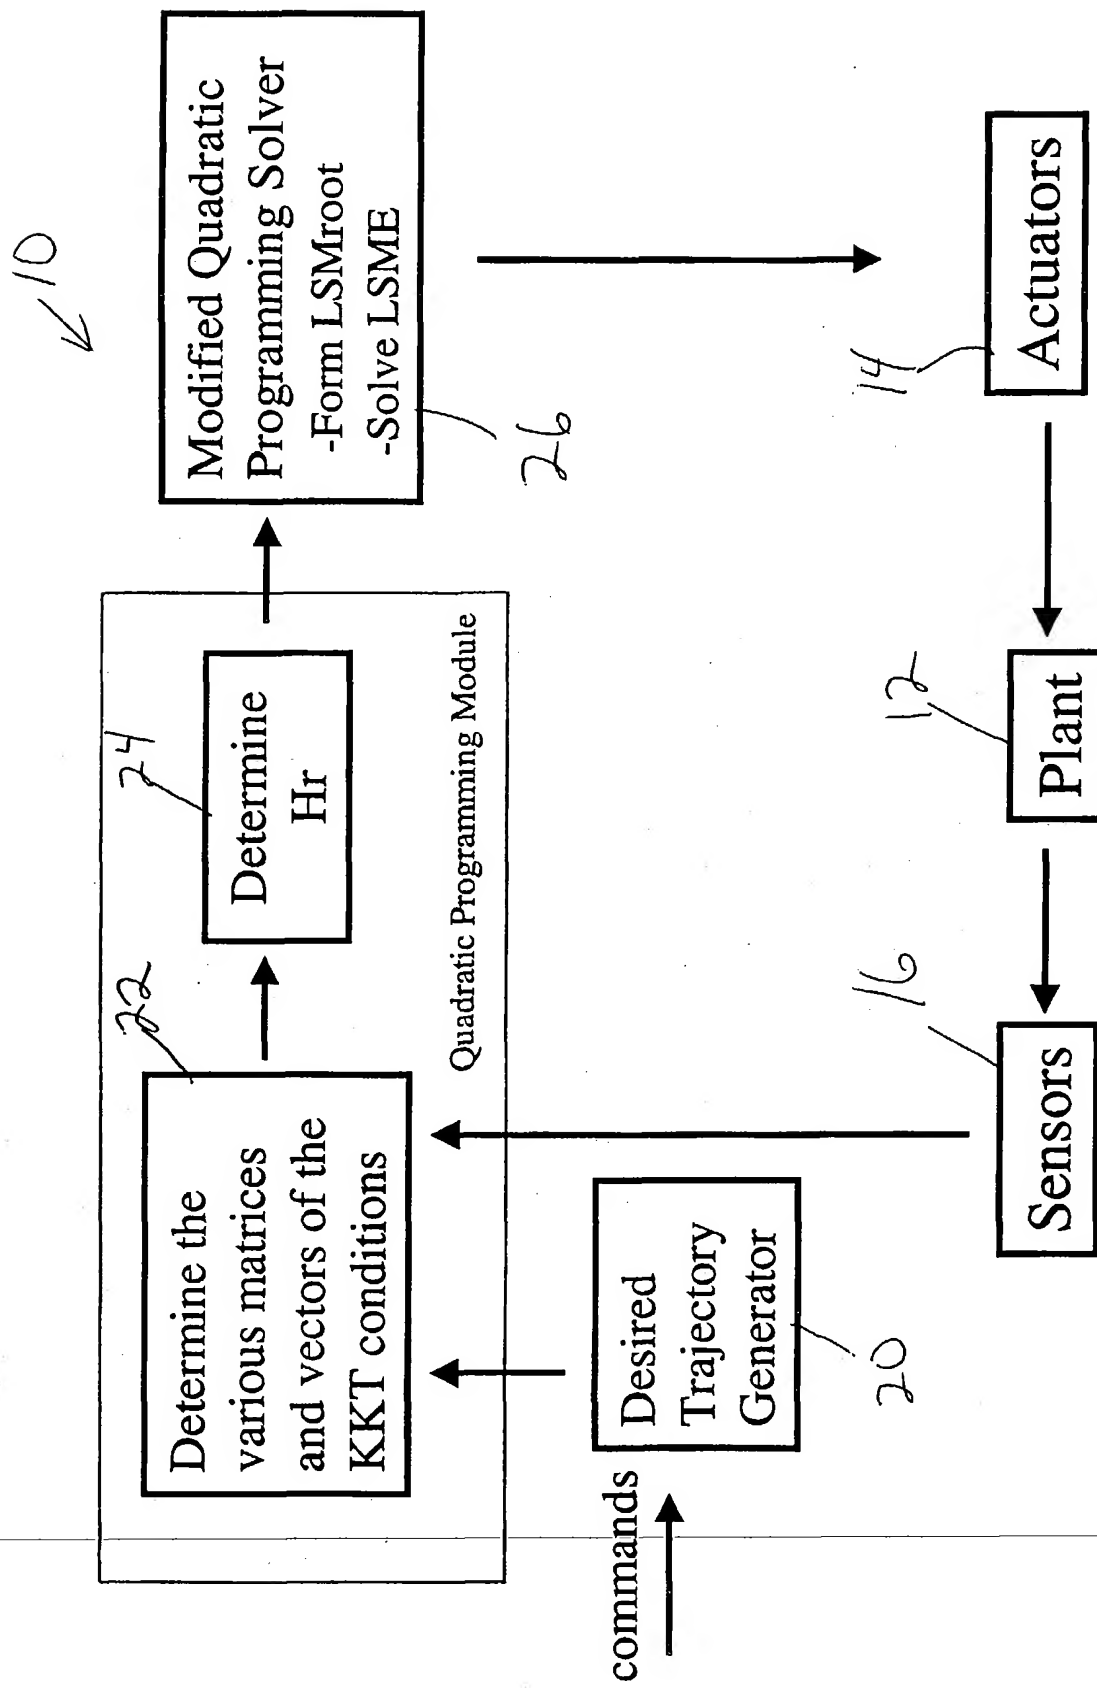 10
22
Determine the
various matrices
and vectors of the
KKT conditions
24
Determine
Hr
Quadratic Programming Module
Modified Quadratic
Programming Solver
-Form LSMroot
-Solve LSME
26
commands
Desired
Trajectory
Generator
20
16
Sensors
12
Plant
14
Actuators